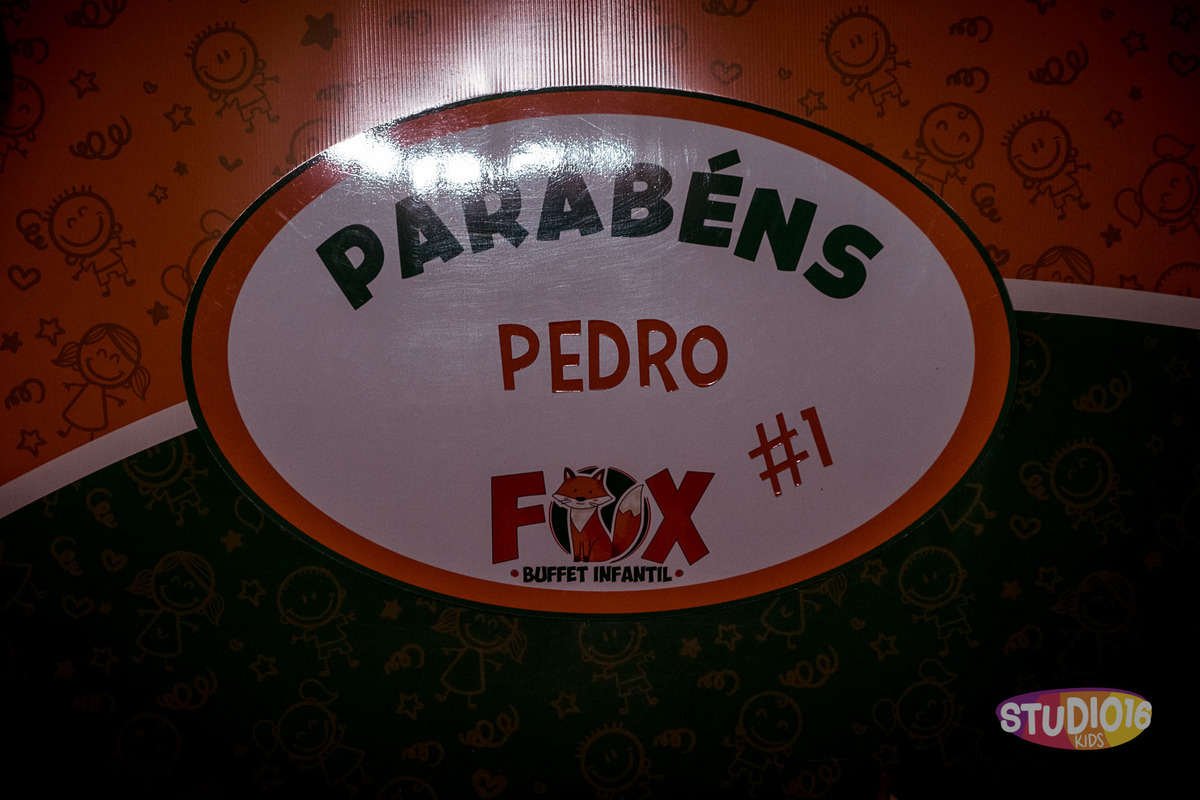 PARABÉNS
PEDRO
#1
FOX
•BUFFET INFANTIL•
STUDIO16
KIDS